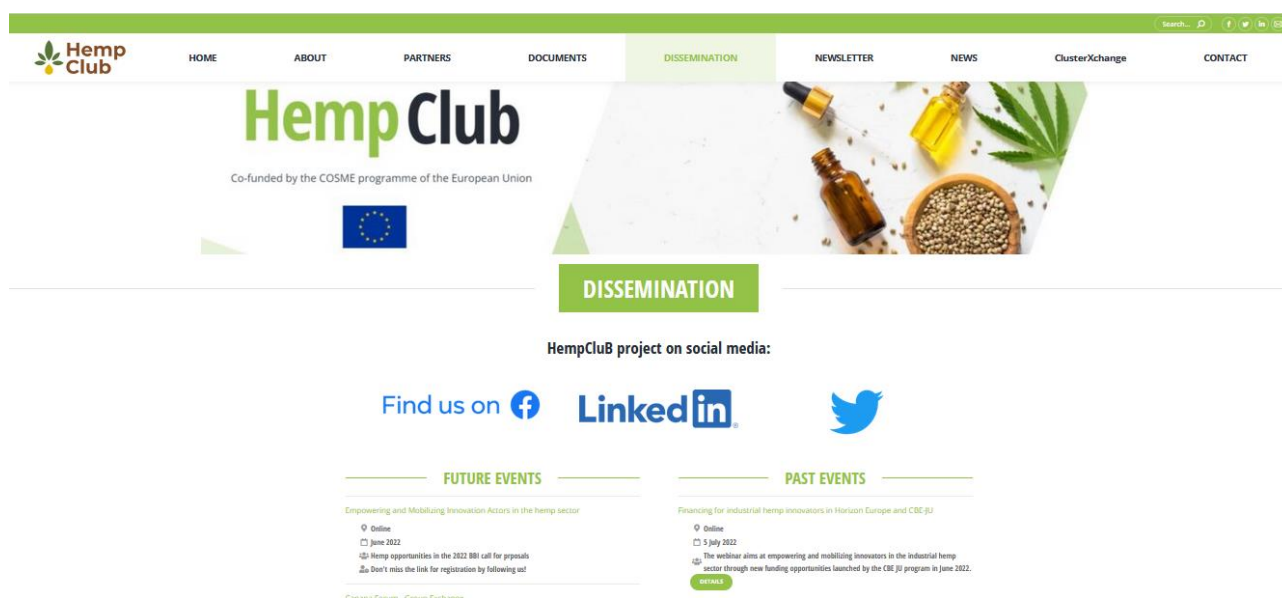 Search...
Hemp
Club
HOME ABOUT PARTNERS DOCUMENTS DISSEMINATION NEWSLETTER NEWS ClusterXchange CONTACT
Hemp Club
Co-funded by the COSME programme of the European Union
DISSEMINATION
HempCluB project on social media:
Find us on
Linked in
FUTURE EVENTS
Empowering and Mobilizing Innovation Actors in the hemp sector
Online
June 2022
Hemp opportunities in the 2022 BBI call for prposals
Don't miss the link for registration by following us!
PAST EVENTS
Financing for industrial hemp innovators in Horizon Europe and CBE-JU
Online
5 July 2022
The webinar aims at empowering and mobilizing innovators in the industrial hemp
sector through new funding opportunities launched by the CBE JU program in June 2022.
DETAILS